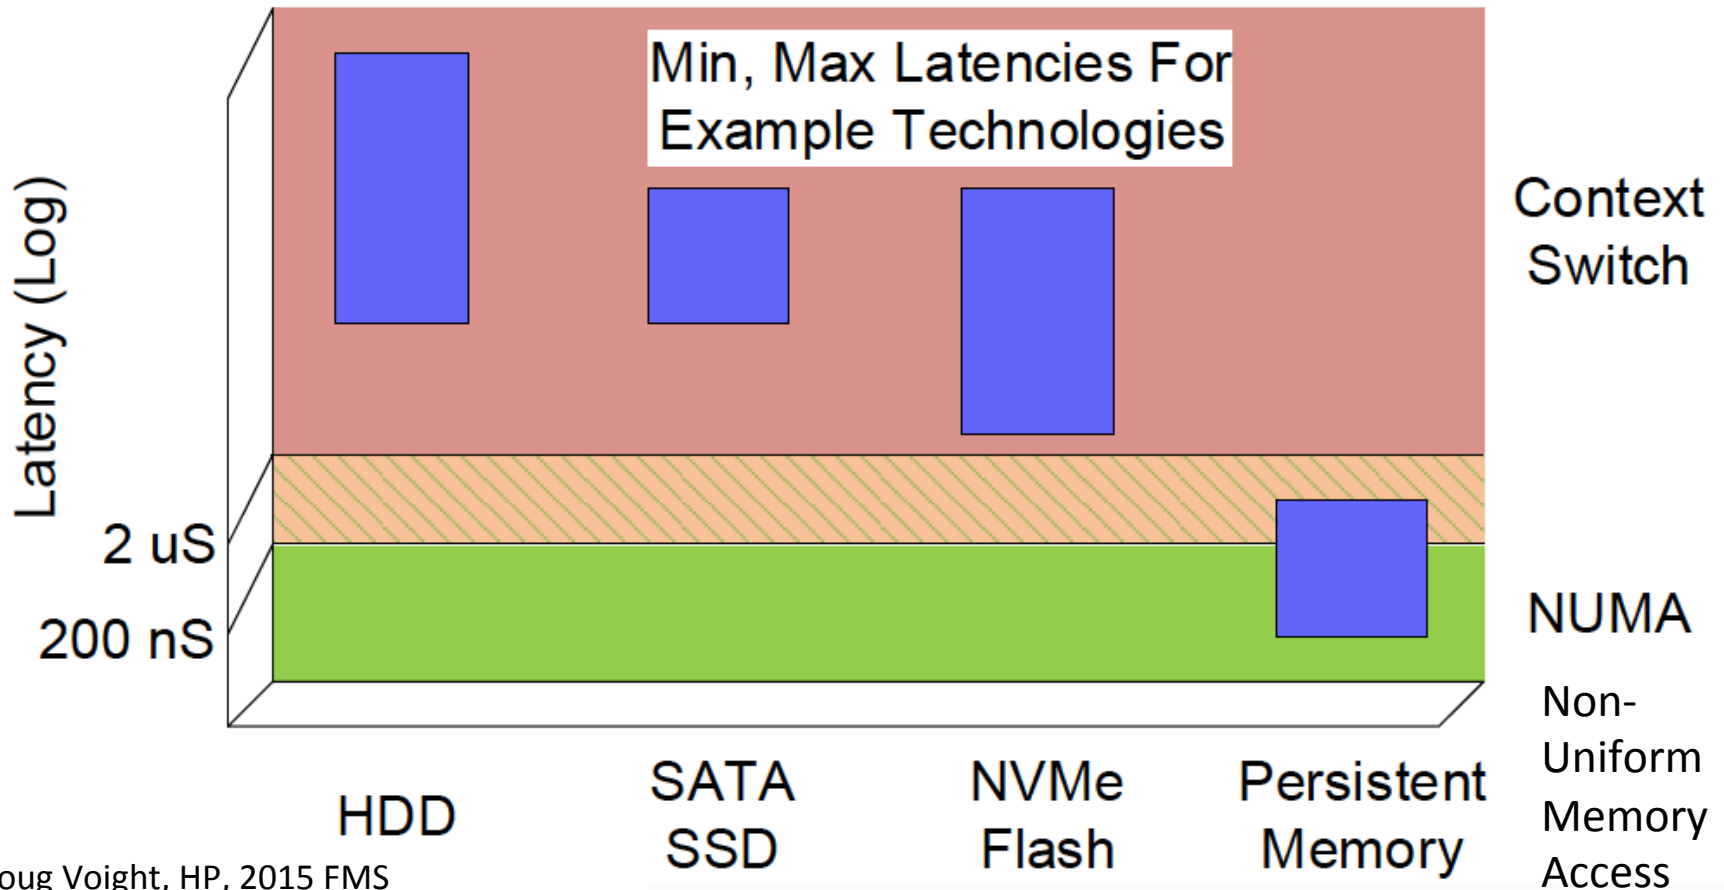 Min, Max Latencies For
Example Technologies
Latency (Log)
Context
Switch
2 uS
200 nS
NUMA
Non-
Uniform
Memory
Access
HDD
SATA
SSD
NVMe
Flash
Persistent
Memory
oug Voight, HP, 2015 FMS